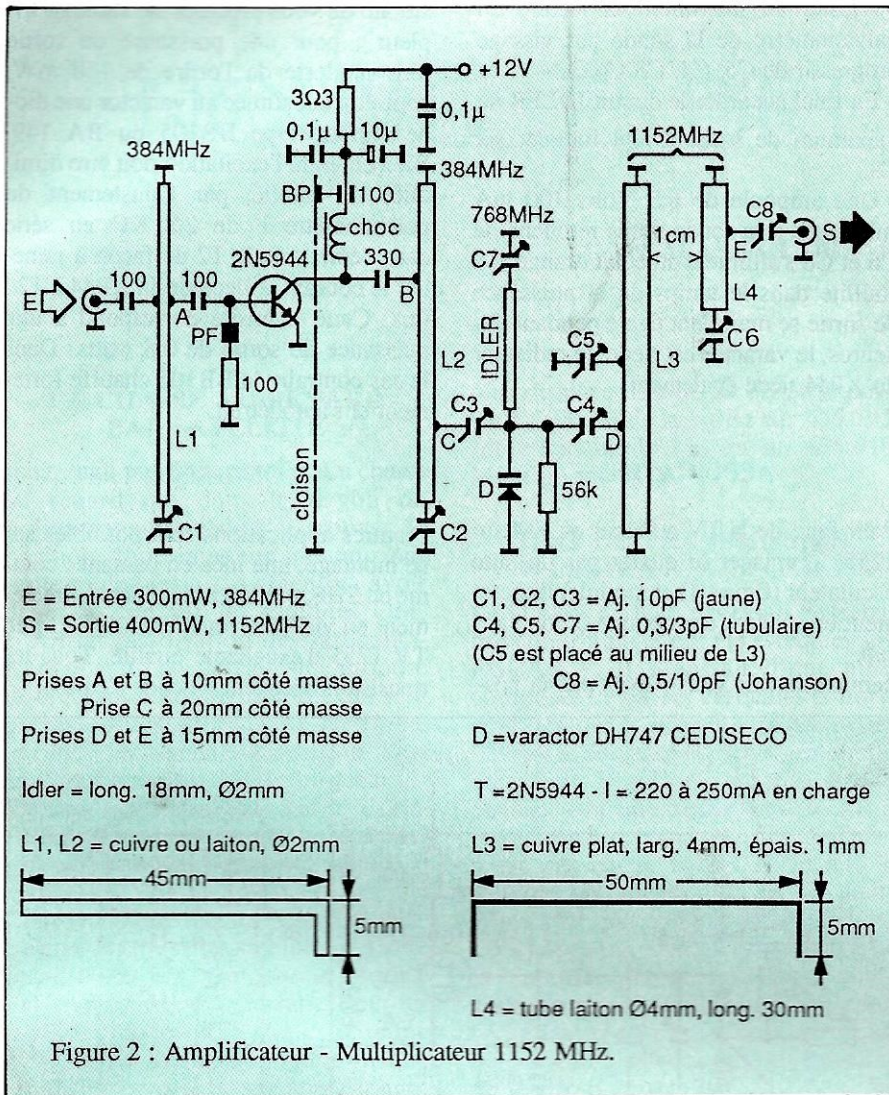 +12V
3Ω3
0,1µ
0,1µ
10µ
1152MHz
384MHz
384MHz
BP
100
choc
768MHz
C8
S
1cm
< >
E
100
100
2N5944
330
C7
E
A
B
L4
PF
IDLER
C5
L2
L3
C6
100
C3
C4
L1
C
D
cloison
D
56k
C1
C2
E = Entrée 300mW, 384MHz
S = Sortie 400mW, 1152MHz
Prises A et B à 10mm côté masse
Prise C à 20mm côté masse
Prises D et E à 15mm côté masse
Idler = long. 18mm, Ø2mm
L1, L2 = cuivre ou laiton, Ø2mm
45mm
5mm
C1, C2, C3 = Aj. 10pF (jaune)
C4, C5, C7 = Aj. 0,3/3pF (tubulaire)
(C5 est placé au milieu de L3)
C8 = Aj. 0,5/10pF (Johanson)
D = varactor DH747 CEDISECO
T = 2N5944 - I = 220 à 250mA en charge
L3 = cuivre plat, larg. 4mm, épais. 1mm
50mm
5mm
L4 = tube laiton Ø4mm, long. 30mm
Figure 2 : Amplificateur - Multiplicateur 1152 MHz.